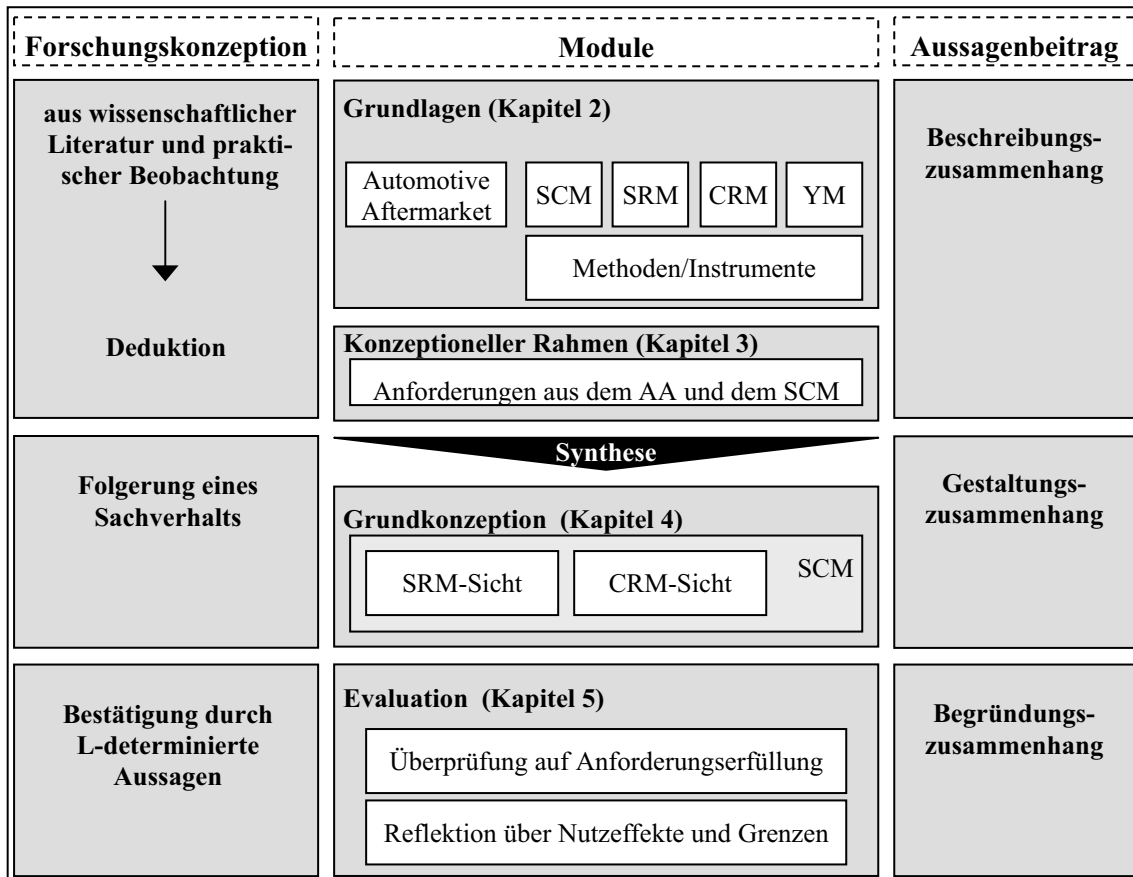 Forschungskonzeption
Module
Aussagenbeitrag
aus wissenschaftlicher
Literatur und prakti-
scher Beobachtung
Deduktion
Grundlagen (Kapitel 2)
Automotive
Aftermarket
SCM
SRM
CRM
YM
Methoden/Instrumente
Konzeptioneller Rahmen (Kapitel 3)
Anforderungen aus dem AA und dem SCM
Beschreibungs-
zusammenhang
Synthese
Folgerung eines
Sachverhalts
Grundkonzeption (Kapitel 4)
SRM-Sicht
CRM-Sicht
SCM
Gestaltungs-
zusammenhang
Bestätigung durch
L-determinierte
Aussagen
Evaluation (Kapitel 5)
Überprüfung auf Anforderungserfüllung
Reflektion über Nutzeffekte und Grenzen
Begründungs-
zusammenhang